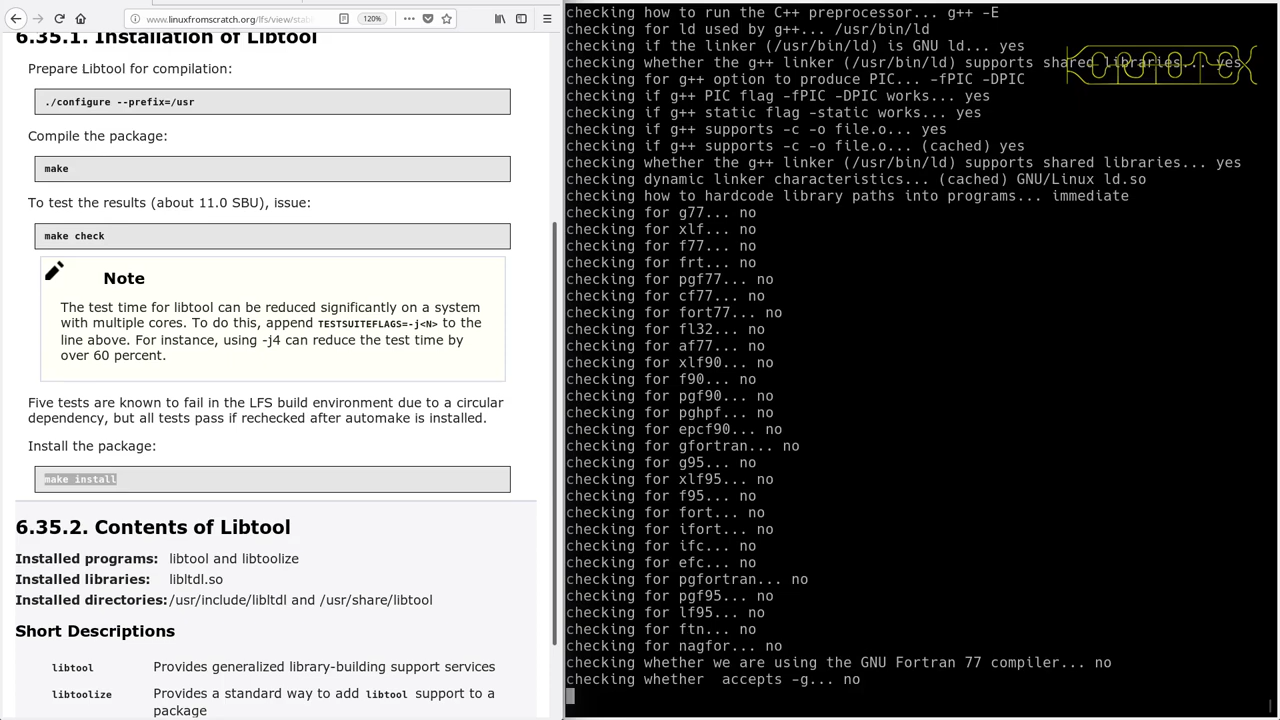 www.linuxfromscratch.org/lfs/view/stab
120%
6.35.1. Installation of Libtool
Prepare Libtool for compilation:
./configure --prefix=/usr
Compile the package:
make
To test the results (about 11.0 SBU), issue:
make check
Note
The test time for libtool can be reduced significantly on a system
with multiple cores. To do this, append TESTSUITEFLAGS=-j<N> to the
line above. For instance, using -j4 can reduce the test time by
over 60 percent.
Five tests are known to fail in the LFS build environment due to a circular
dependency, but all tests pass if rechecked after automake is installed.
Install the package:
make install
6.35.2. Contents of Libtool
Installed programs: libtool and libtoolize
Installed libraries: libltdl.so
Installed directories: /usr/include/libltdl and /usr/share/libtool
Short Descriptions
libtool Provides generalized library-building support services
libtoolize Provides a standard way to add libtool support to a
package
checking how to run the C++ preprocessor... g++ -E
checking for ld used by g++... /usr/bin/ld
checking if the linker (/usr/bin/ld) is GNU ld... yes
checking whether the g++ linker (/usr/bin/ld) supports shared libraries... yes
checking for g++ option to produce PIC... -fPIC -DPIC
checking if g++ PIC flag -fPIC -DPIC works... yes
checking if g++ static flag -static works... yes
checking if g++ supports -c -o file.o... yes
checking if g++ supports -c -o file.o... (cached) yes
checking whether the g++ linker (/usr/bin/ld) supports shared libraries... yes
checking dynamic linker characteristics... (cached) GNU/Linux ld.so
checking how to hardcode library paths into programs... immediate
checking for g77... no
checking for xlf... no
checking for f77... no
checking for frt... no
checking for pgf77... no
checking for cf77... no
checking for fort77... no
checking for fl32... no
checking for af77... no
checking for xlf90... no
checking for f90... no
checking for pgf90... no
checking for pghpf... no
checking for epcf90... no
checking for gfortran... no
checking for g95... no
checking for xlf95... no
checking for f95... no
checking for fort... no
checking for ifort... no
checking for ifc... no
checking for efc... no
checking for pgfortran... no
checking for pgf95... no
checking for lf95... no
checking for ftn... no
checking for nagfor... no
checking whether we are using the GNU Fortran 77 compiler... no
checking whether  accepts -g... no